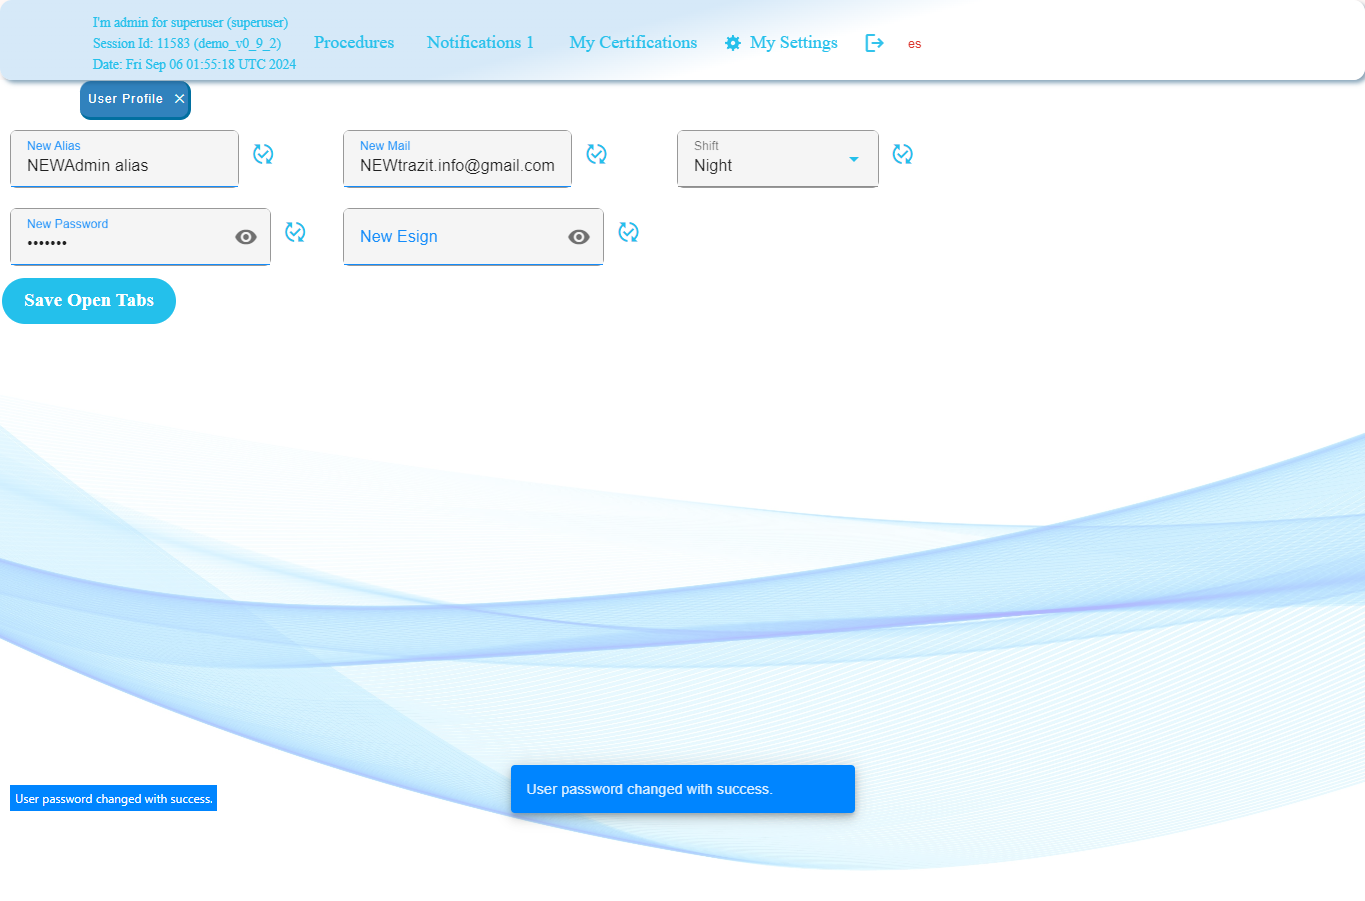 I'm admin for superuser (superuser)
Session Id: 11583 (demo_v0_9_2)
Date: Fri Sep 06 01:55:18 UTC 2024
Procedures
Notifications 1
My Certifications
My Settings
es
User Profile
New Alias
NEWAdmin alias
New Mail
NEWtrazit.info@gmail.com
Shift
Night
New Password
•••••••
New Esign
Save Open Tabs
User password changed with success.
User password changed with success.